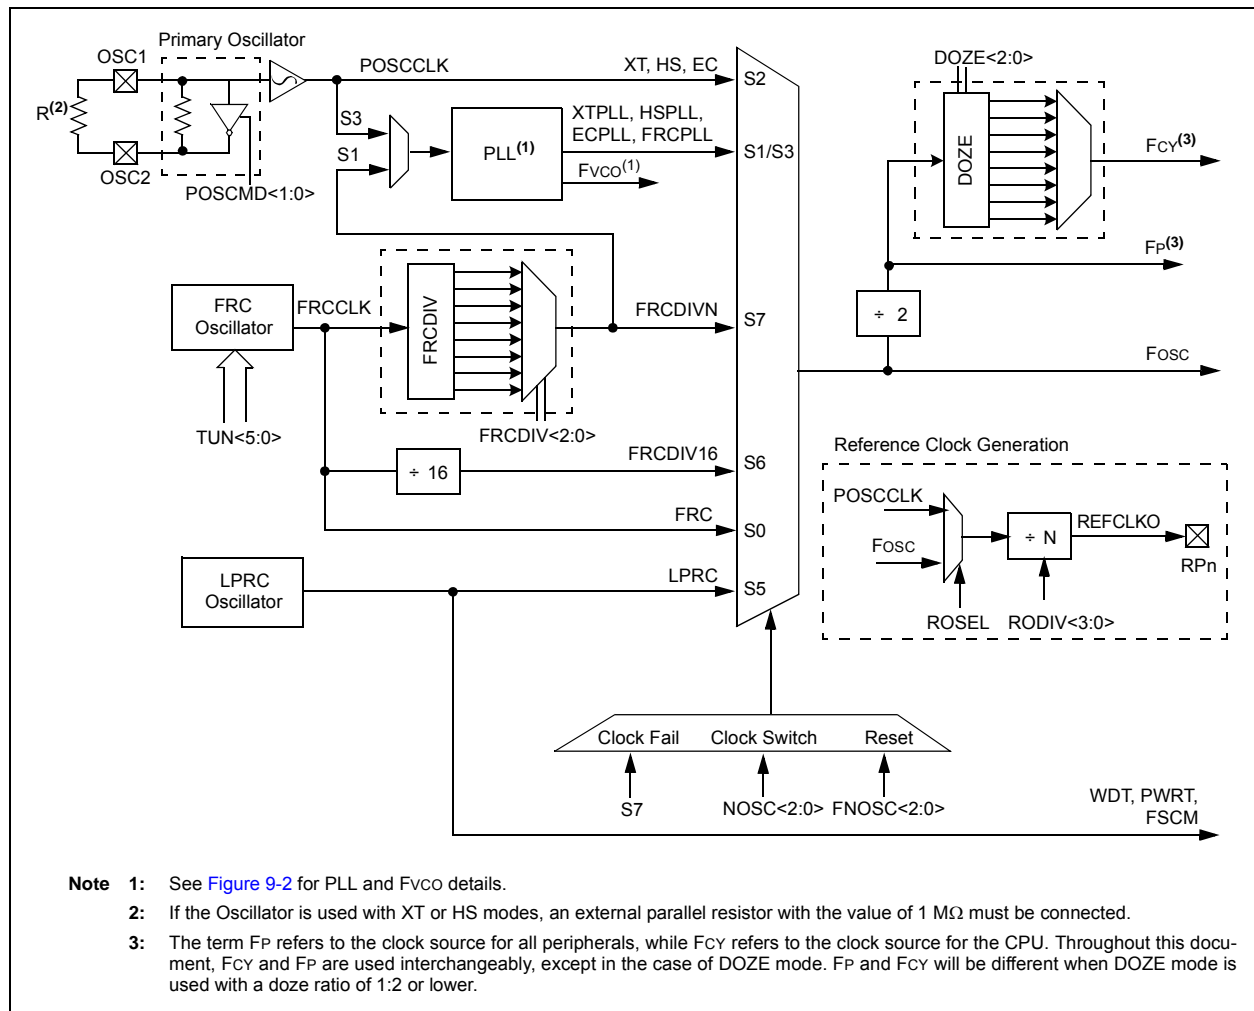 Primary Oscillator
OSC1
R(2)
OSC2
POSCMD<1:0>
POSCCLK
XT, HS, EC
S2
S3
S1
PLL(1)
XTPLL, HSPLL,
ECPLL, FRCPLL
S1/S3
FVCO(1)
DOZE<2:0>
DOZE
FCY(3)
FP(3)
÷ 2
FOSC
FRC
Oscillator
FRCCLK
TUN<5:0>
FRCDIV
FRCDIV<2:0>
FRCDIVN
S7
÷ 16
FRCDIV16
S6
FRC
S0
LPRC
Oscillator
LPRC
S5
Reference Clock Generation
POSCCLK
FOSC
÷ N
REFCLKO
RPn
ROSEL
RODIV<3:0>
Clock Fail
Clock Switch
Reset
S7
NOSC<2:0>
FNOSC<2:0>
WDT, PWRT,
FSCM
Note 1: See Figure 9-2 for PLL and FVCO details.
2: If the Oscillator is used with XT or HS modes, an external parallel resistor with the value of 1 MΩ must be connected.
3: The term FP refers to the clock source for all peripherals, while FCY refers to the clock source for the CPU. Throughout this docu-
ment, FCY and FP are used interchangeably, except in the case of DOZE mode. FP and FCY will be different when DOZE mode is
used with a doze ratio of 1:2 or lower.